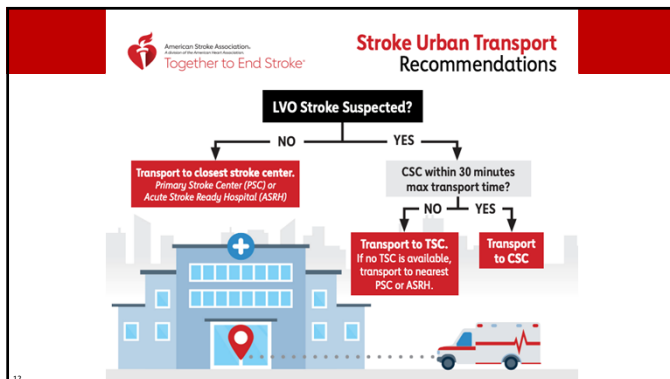 American Stroke Association.
A division of the American Heart Association.
Together to End Stroke
Stroke Urban Transport
Recommendations
LVO Stroke Suspected?
NO
YES
Transport to closest stroke center.
Primary Stroke Center (PSC) or
Acute Stroke Ready Hospital (ASRH)
CSC within 30 minutes
max transport time?
NO
YES
Transport to TSC.
If no TSC is available,
transport to nearest
PSC or ASRH.
Transport
to CSC